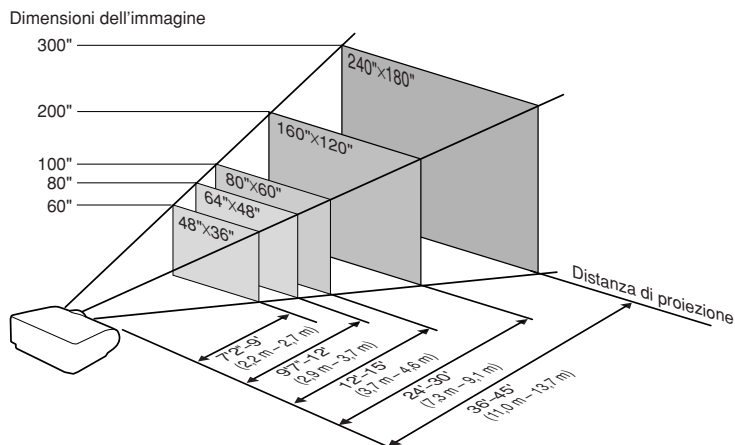 Dimensioni dell'immagine
300"
240"×180"
200"
160"×120"
100"
80"×60"
80"
64"×48"
60"
48"×36"
Distanza di proiezione
7'2"–9'
(2,2 m – 2,7 m)
9'7"–12'
(2,9 m – 3,7 m)
12'–15'
(3,7 m – 4,6 m)
24'–30'
(7,3 m – 9,1 m)
36'–45'
(11,0 m – 13,7 m)